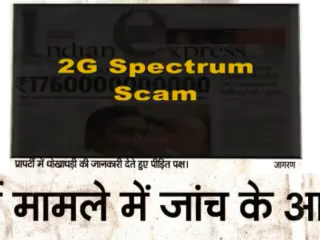 Indian Express
2G Spectrum
₹1760000000000
Scam
प्रापर्टी में धोखाधड़ी की जानकारी देते हुए पीड़ित पक्ष।
जागरण
मामले में जांच के